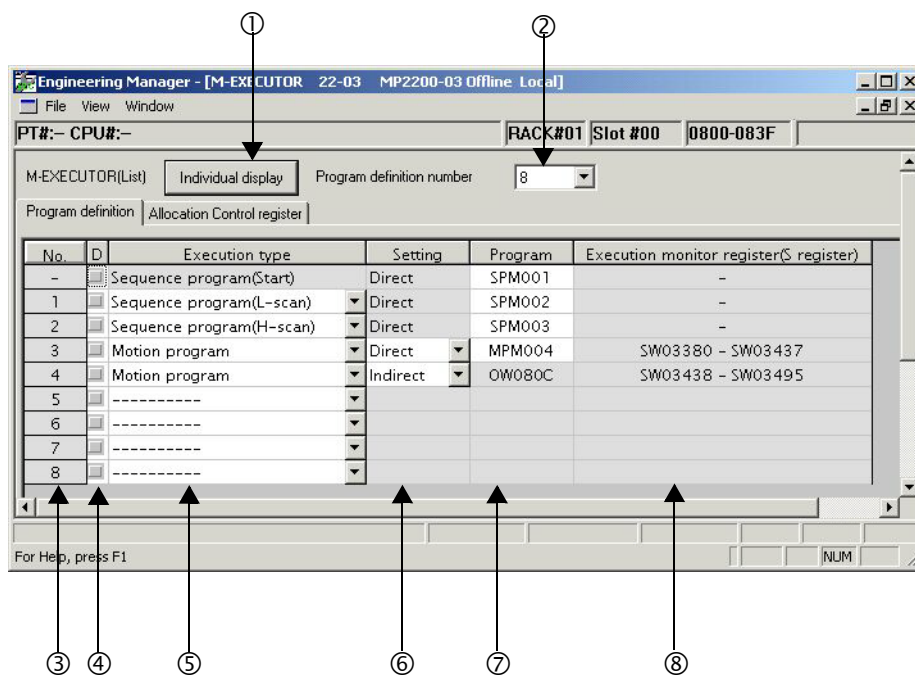 ① ②
Engineering Manager - [M-EXECUTOR 22-03 MP2200-03 Offline Local]
File View Window
PT#:– CPU#:– RACK#01 Slot #00 0800-083F
M-EXECUTOR(List) Individual display Program definition number 8
Program definition Allocation Control register
No. D Execution type Setting Program Execution monitor register(S register)
– Sequence program(Start) Direct SPM001 –
1 Sequence program(L-scan) Direct SPM002 –
2 Sequence program(H-scan) Direct SPM003 –
3 Motion program Direct MPM004 SW03380 - SW03437
4 Motion program Indirect OW080C SW03438 - SW03495
5 ----------
6 ----------
7 ----------
8 ----------
For Help, press F1 NUM
③ ④ ⑤ ⑥ ⑦ ⑧